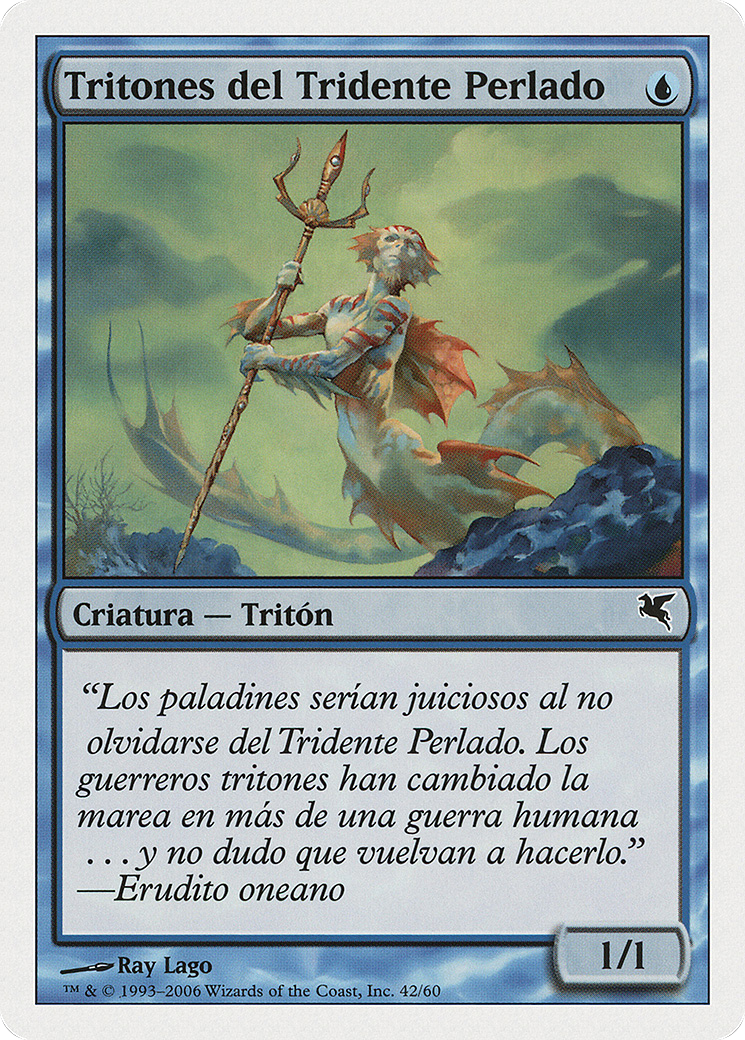 Tritones del Tridente Perlado
Criatura — Tritón
“Los paladines serían juiciosos al no
olvidarse del Tridente Perlado. Los
guerreros tritones han cambiado la
marea en más de una guerra humana
. . . y no dudo que vuelvan a hacerlo.”
—Erudito oneano
1/1
Ray Lago
™ & © 1993–2006 Wizards of the Coast, Inc. 42/60